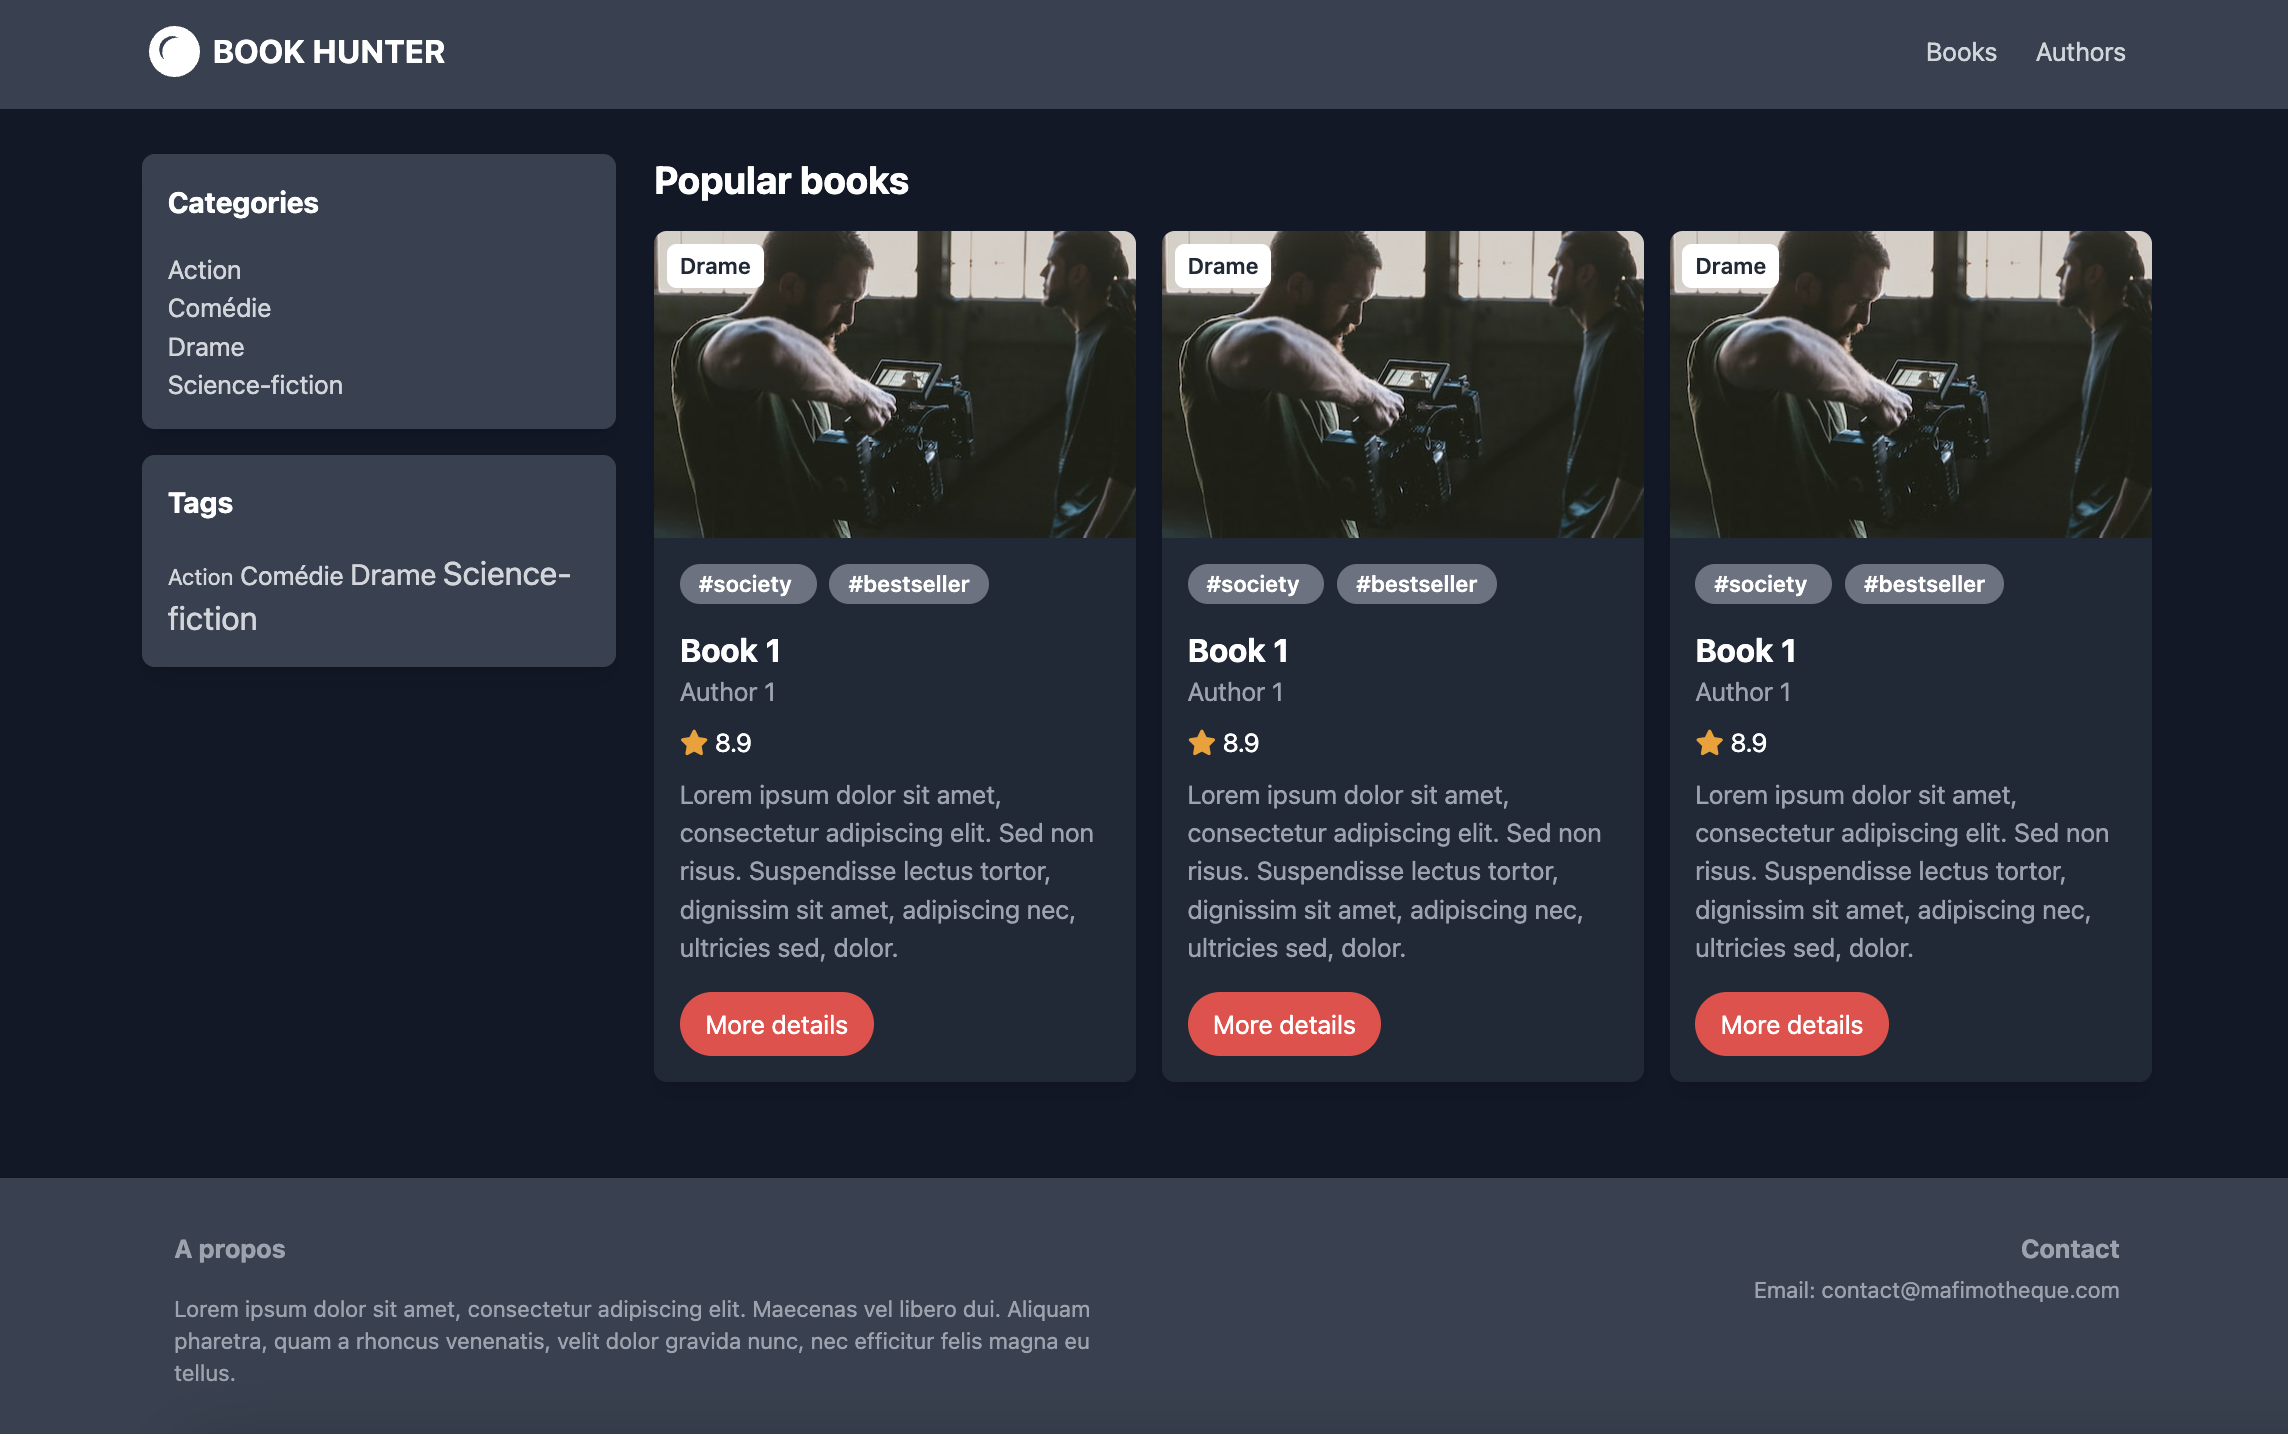 BOOK HUNTER
Books
Authors
Categories
Action
Comédie
Drame
Science-fiction
Tags
Action Comédie Drame Science-
fiction
Popular books
Drame
#society
#bestseller
Book 1
Author 1
8.9
Lorem ipsum dolor sit amet,
consectetur adipiscing elit. Sed non
risus. Suspendisse lectus tortor,
dignissim sit amet, adipiscing nec,
ultricies sed, dolor.
More details
Drame
#society
#bestseller
Book 1
Author 1
8.9
Lorem ipsum dolor sit amet,
consectetur adipiscing elit. Sed non
risus. Suspendisse lectus tortor,
dignissim sit amet, adipiscing nec,
ultricies sed, dolor.
More details
Drame
#society
#bestseller
Book 1
Author 1
8.9
Lorem ipsum dolor sit amet,
consectetur adipiscing elit. Sed non
risus. Suspendisse lectus tortor,
dignissim sit amet, adipiscing nec,
ultricies sed, dolor.
More details
A propos
Lorem ipsum dolor sit amet, consectetur adipiscing elit. Maecenas vel libero dui. Aliquam
pharetra, quam a rhoncus venenatis, velit dolor gravida nunc, nec efficitur felis magna eu
tellus.
Contact
Email: contact@mafimotheque.com